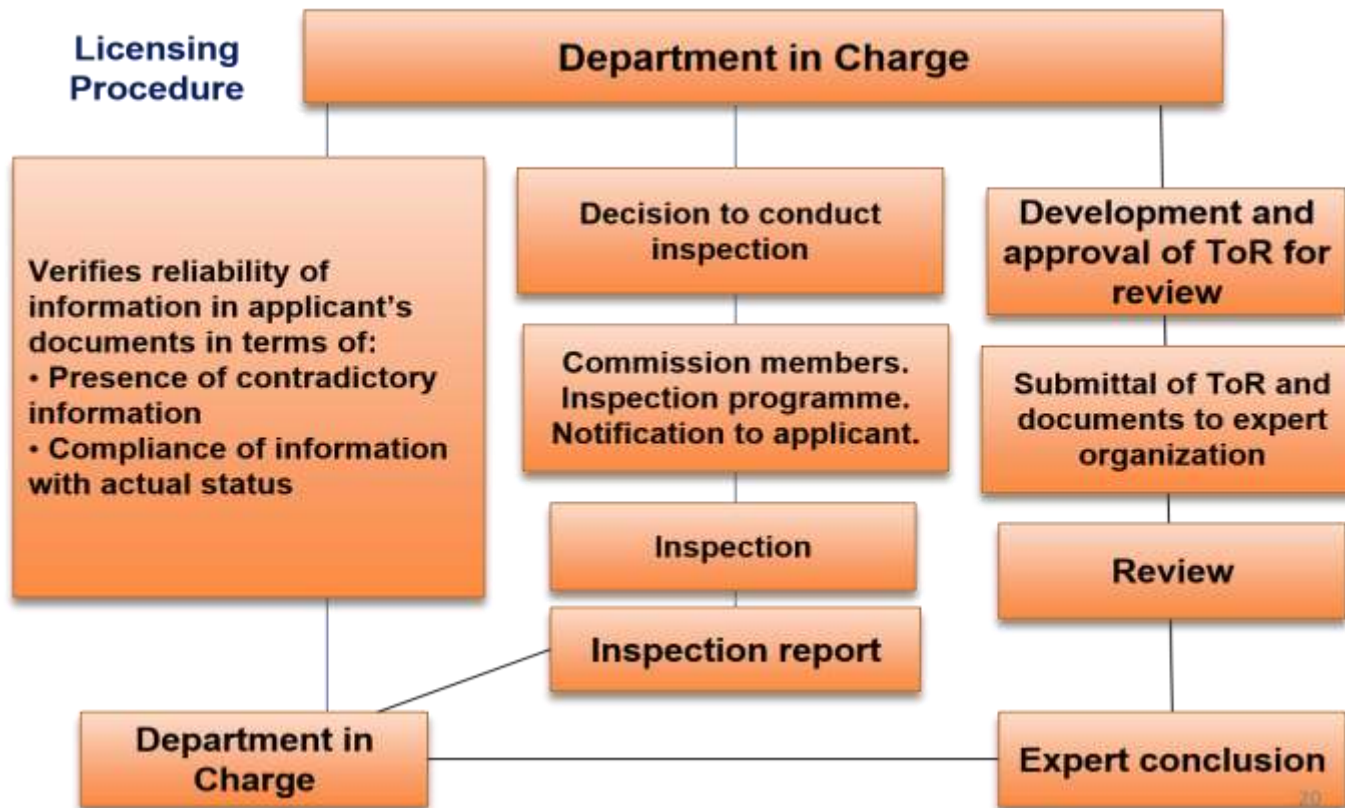 Licensing
Procedure
Department in Charge
Verifies reliability of
information in applicant's
documents in terms of:
• Presence of contradictory
information
• Compliance of information
with actual status
Decision to conduct
inspection
Commission members.
Inspection programme.
Notification to applicant.
Inspection
Inspection report
Development and
approval of ToR for
review
Submittal of ToR and
documents to expert
organization
Review
Department in
Charge
Expert conclusion
20